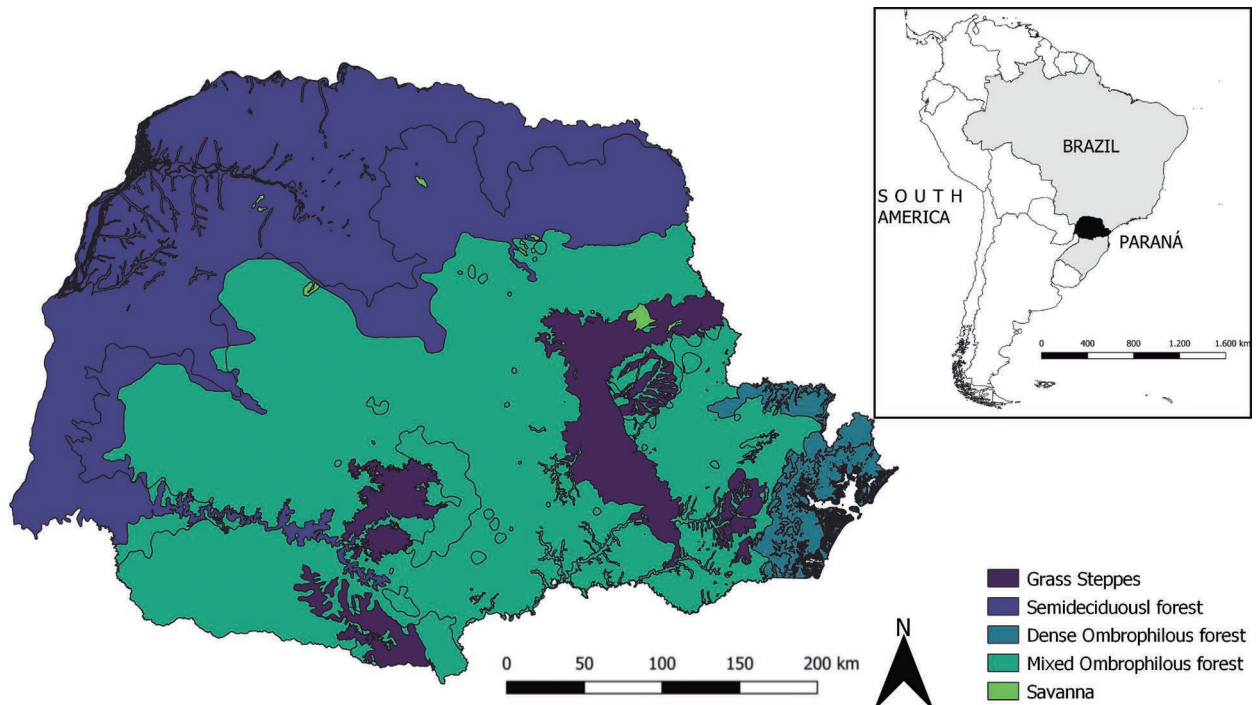 BRAZIL
SOUTH
AMERICA
PARANÁ
0 400 800 1.200 1.600 km
Grass Steppes
Semideciduousl forest
Dense Ombrophilous forest
Mixed Ombrophilous forest
Savanna
N
0 50 100 150 200 km